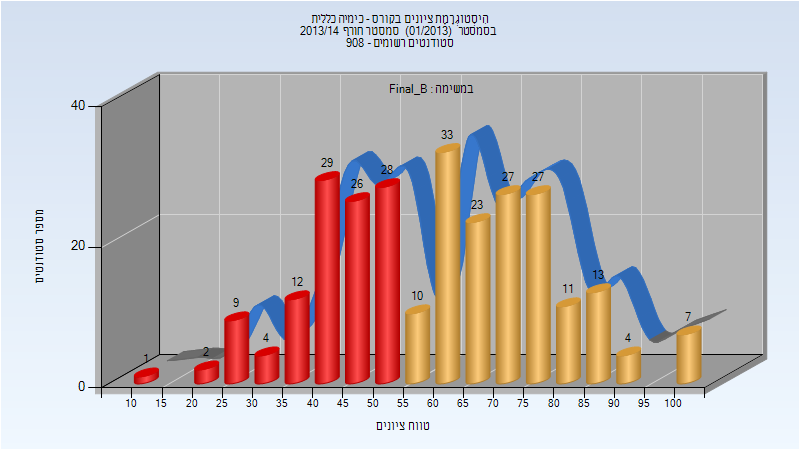 היסטוגרמת ציונים בקורס - כימיה כללית
בסמסטר (01/2013) סמסטר חורף 2013/14
סטודנטים רשומים - 908
במשימה : Final_B
מספר סטודנטים
40
20
0
1
2
9
4
12
29
26
28
10
33
23
27
27
11
13
4
7
10 15 20 25 30 35 40 45 50 55 60 65 70 75 80 85 90 95 100
טווח ציונים